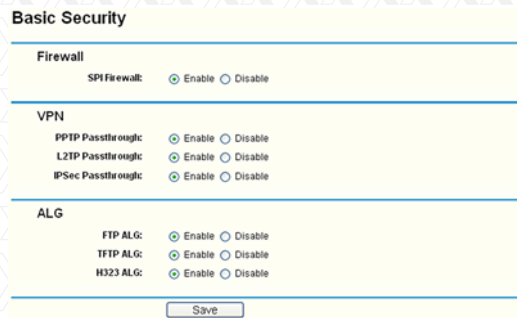 Basic Security
Firewall
SPI Firewall: Enable Disable
VPN
PPTP Passthrough: Enable Disable
L2TP Passthrough: Enable Disable
IPSec Passthrough: Enable Disable
ALG
FTP ALG: Enable Disable
TFTP ALG: Enable Disable
H323 ALG: Enable Disable
Save